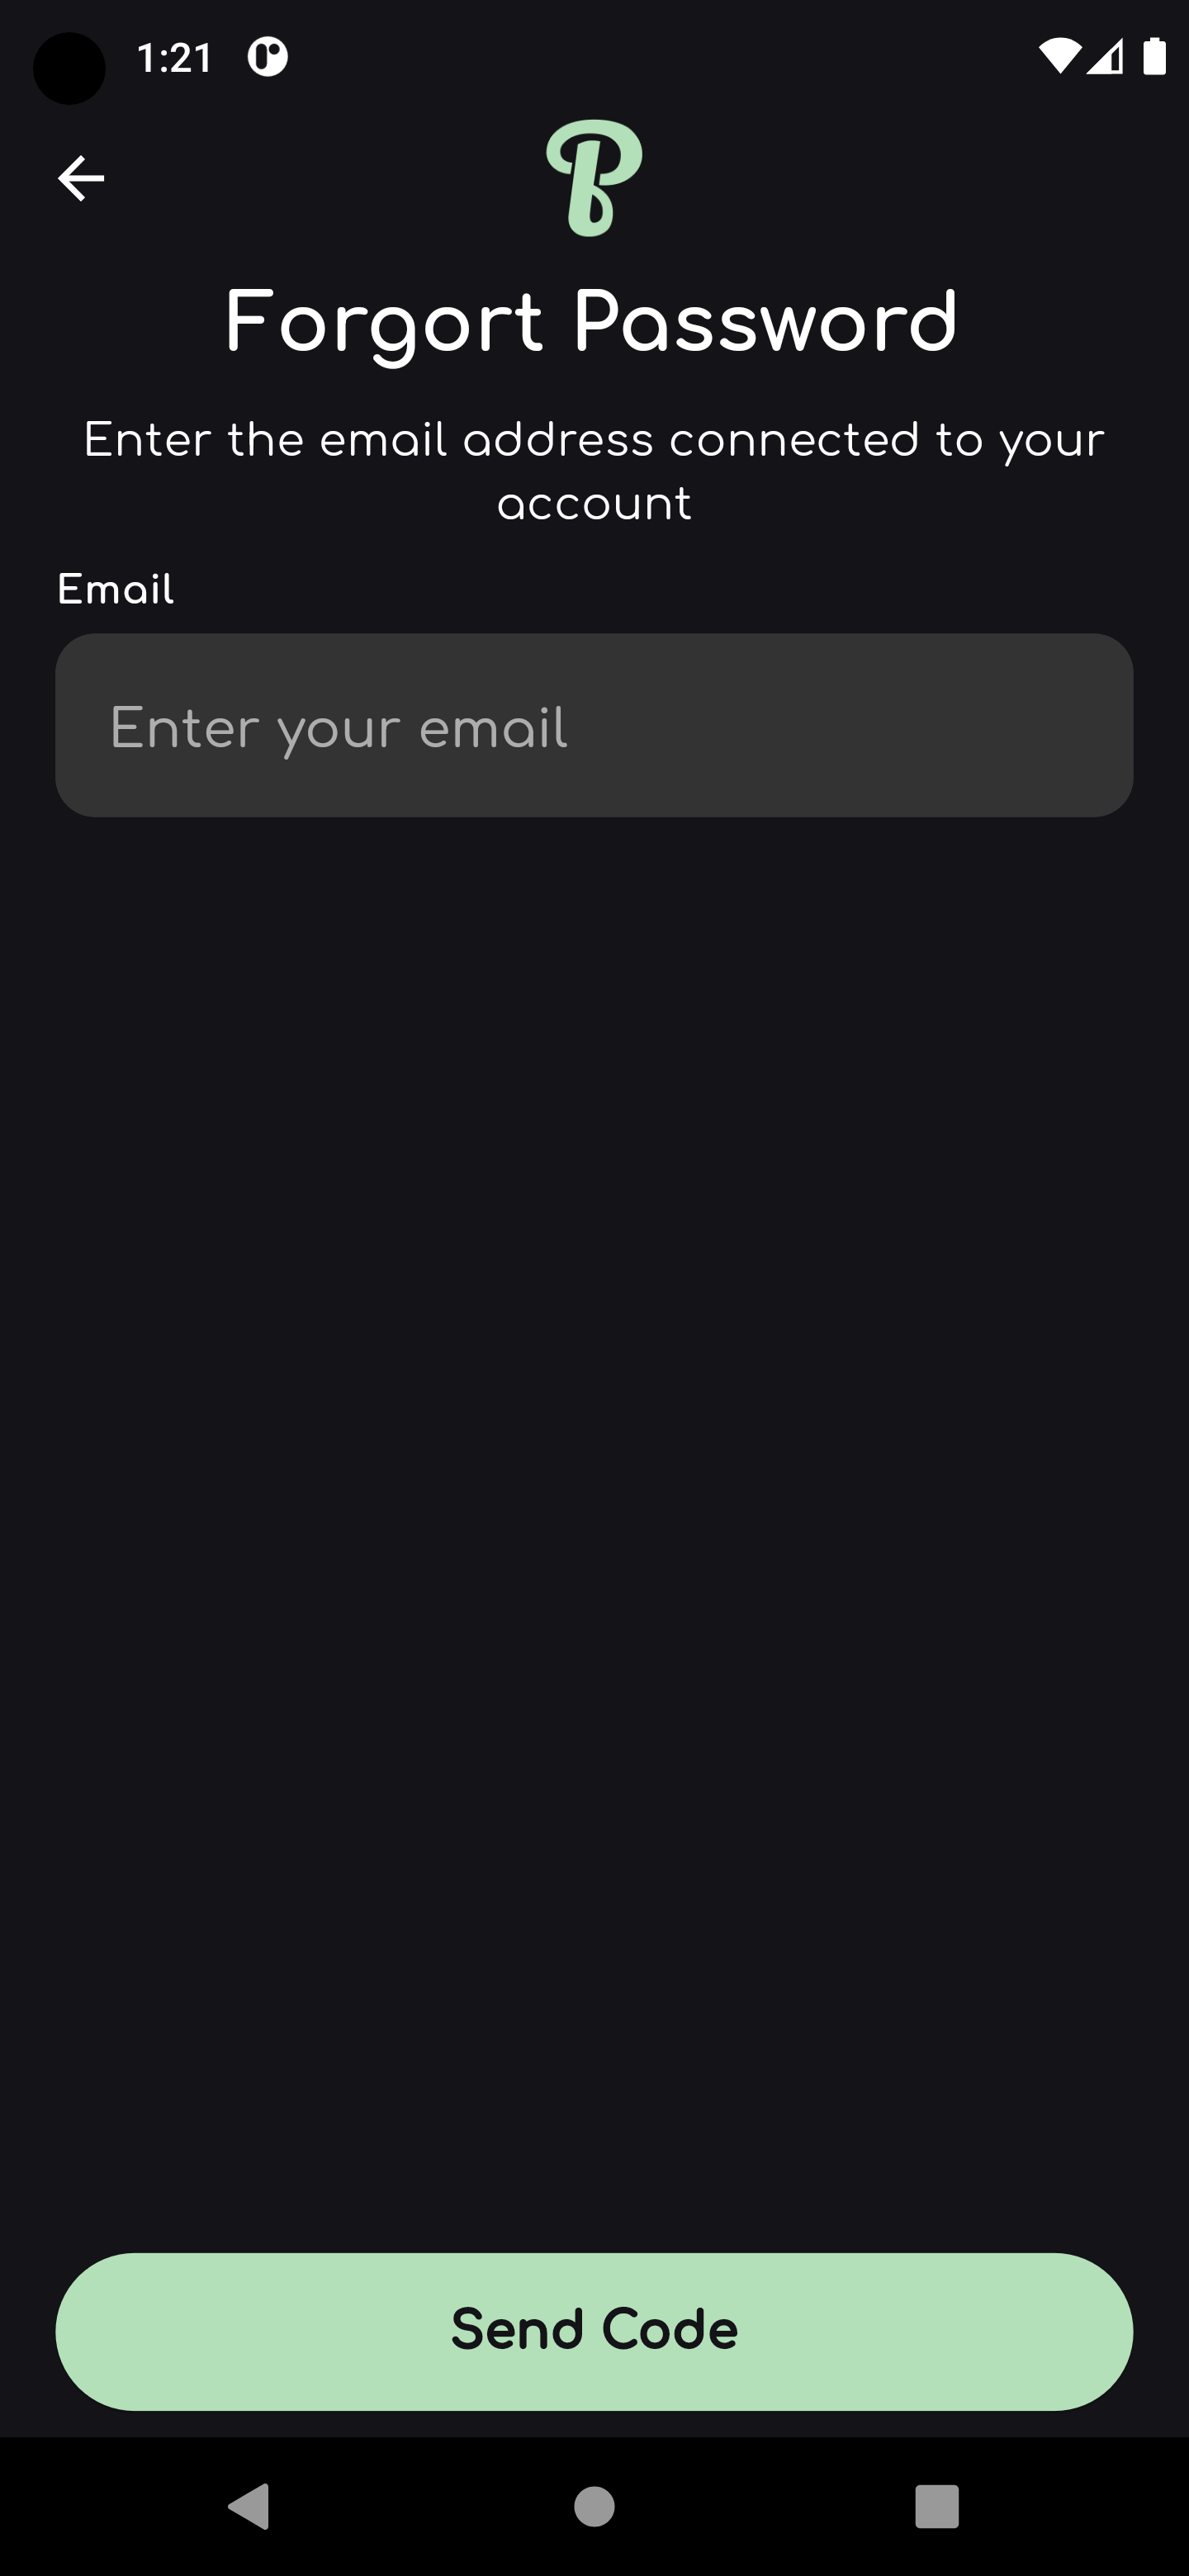 1:21
Forgort Password
Enter the email address connected to your
account
Email
Enter your email
Send Code